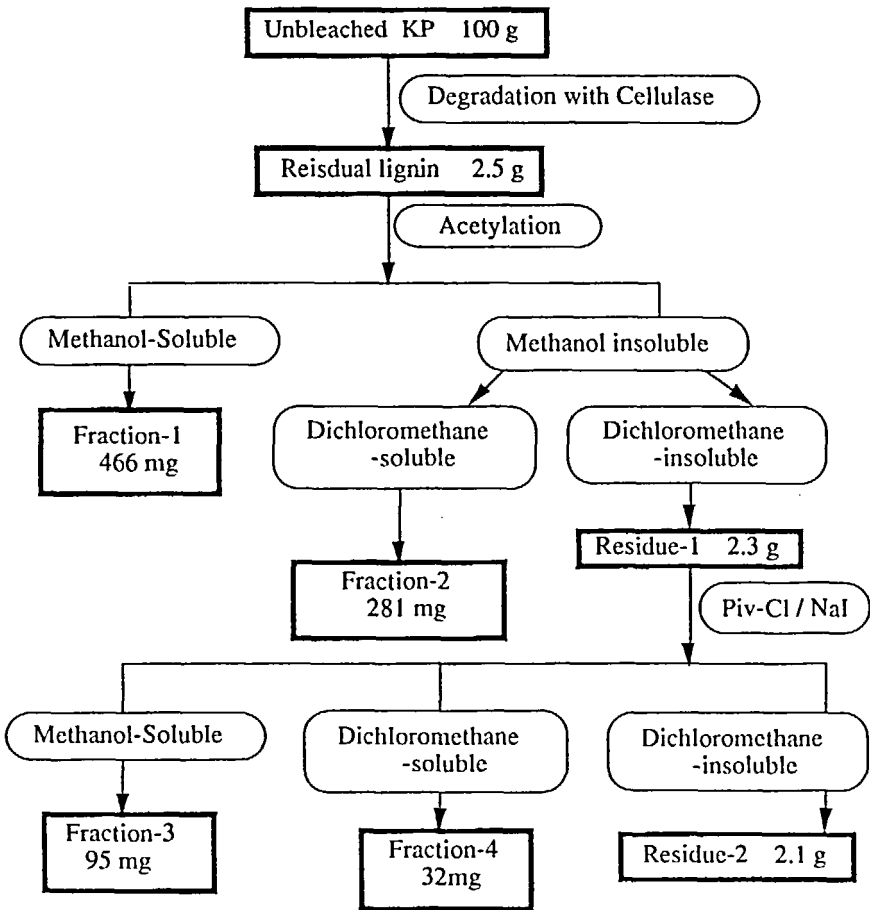 Unbleached KP 100 g
Degradation with Cellulase
Reisdual lignin 2.5 g
Acetylation
Methanol-Soluble
Methanol insoluble
Fraction-1
466 mg
Dichloromethane
-soluble
Dichloromethane
-insoluble
Residue-1 2.3 g
Fraction-2
281 mg
Piv-Cl / NaI
Methanol-Soluble
Dichloromethane
-soluble
Dichloromethane
-insoluble
Fraction-3
95 mg
Fraction-4
32mg
Residue-2 2.1 g